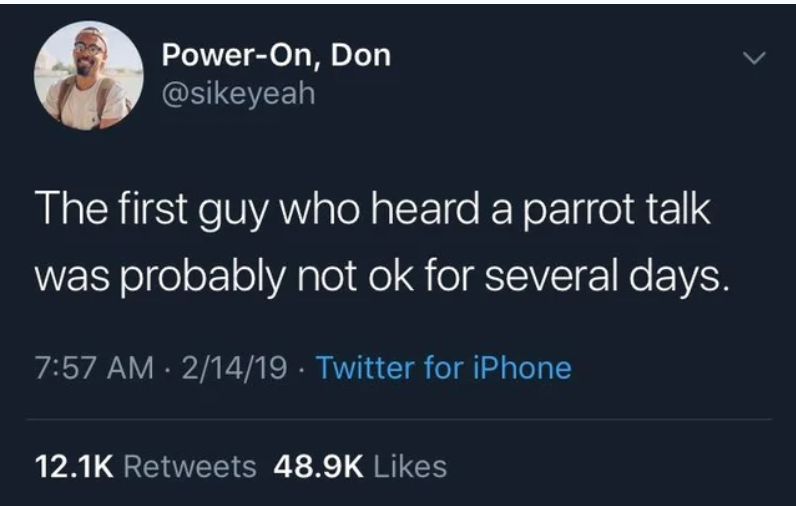 Power-On, Don
@sikeyeah
The first guy who heard a parrot talk
was probably not ok for several days.
7:57 AM · 2/14/19 · Twitter for iPhone
12.1K Retweets 48.9K Likes